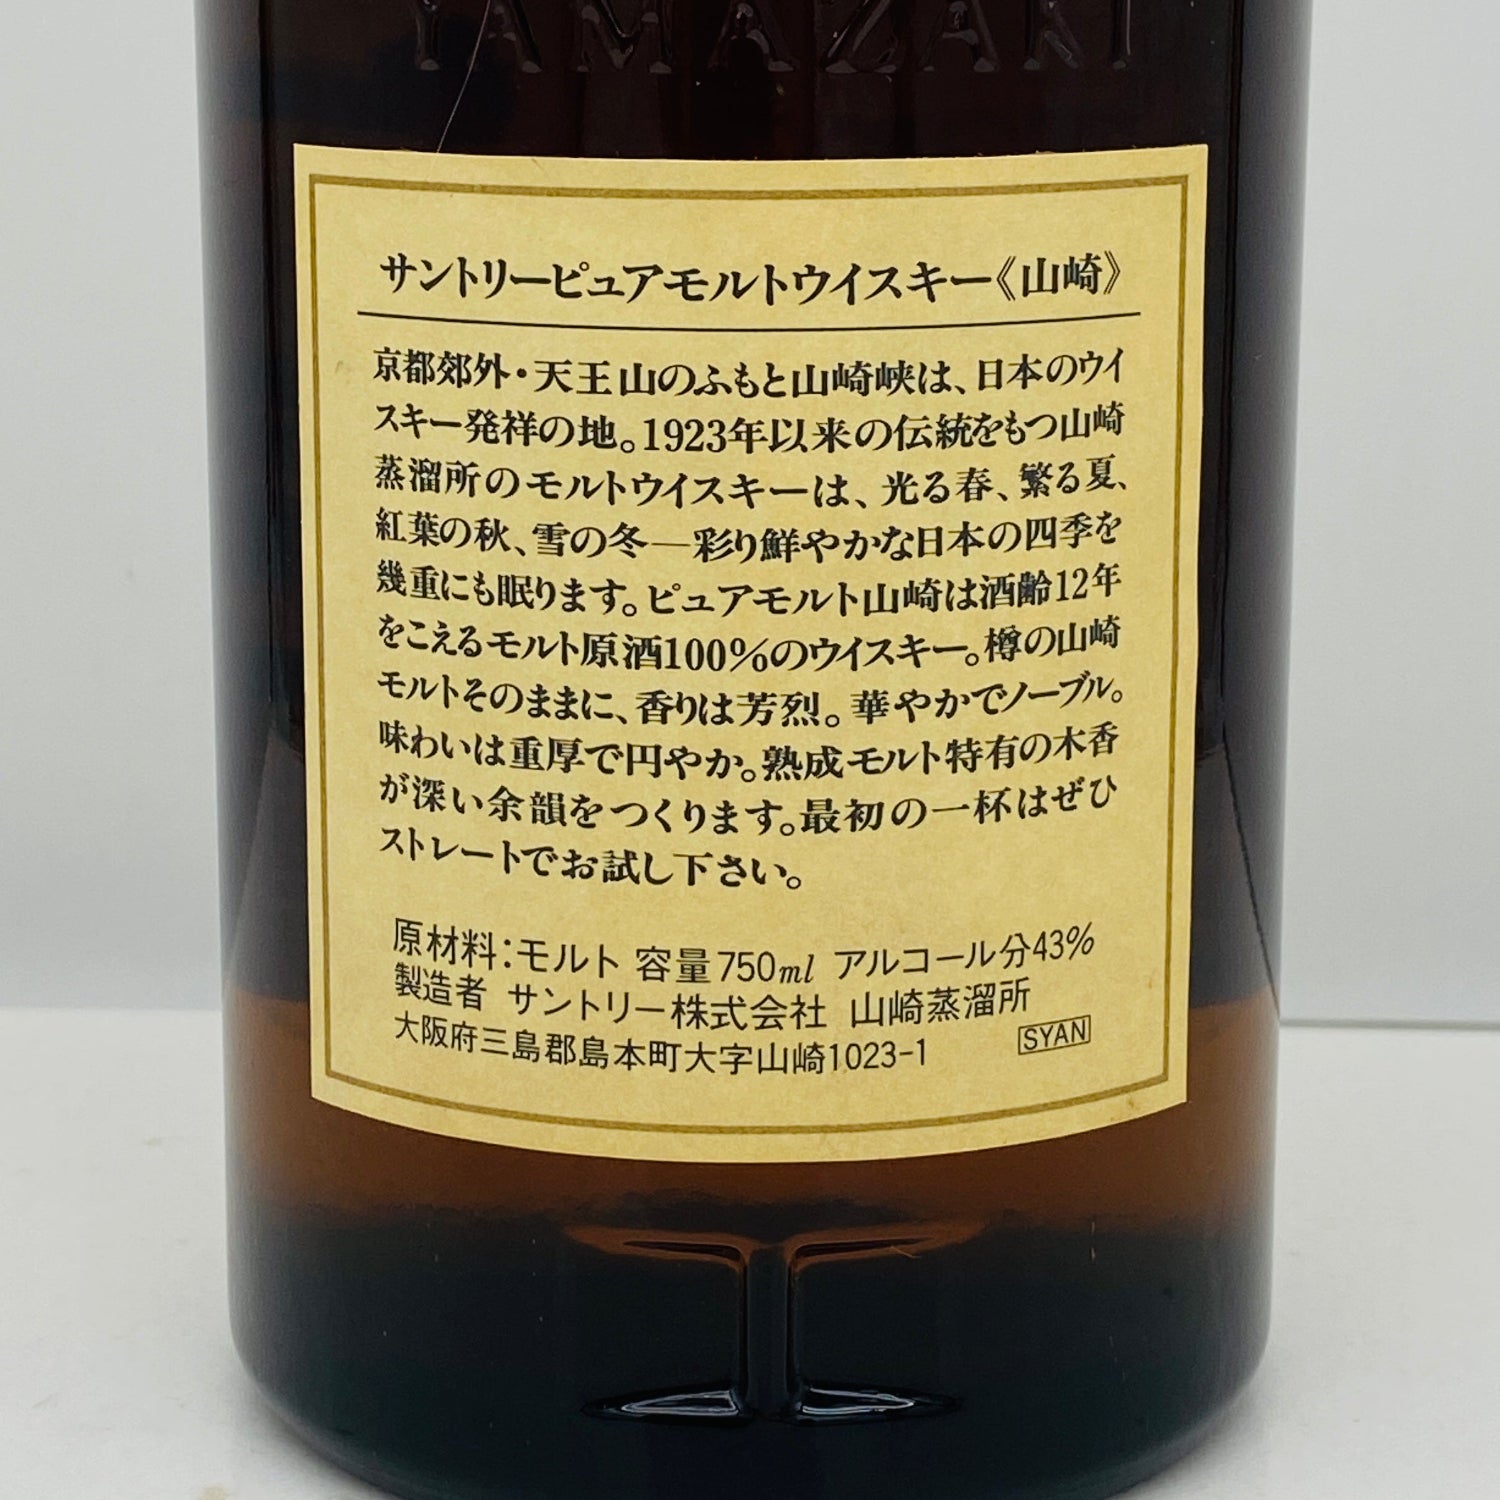 YAMAZAKI
サントリーピュアモルトウイスキー《山崎》
京都郊外・天王山のふもと山崎峡は、日本のウイ
スキー発祥の地。1923年以来の伝統をもつ山崎
蒸溜所のモルトウイスキーは、光る春、繁る夏、
紅葉の秋、雪の冬―彩り鮮やかな日本の四季を
幾重にも眠ります。ピュアモルト山崎は酒齢12年
をこえるモルト原酒100%のウイスキー。樽の山崎
モルトそのままに、香りは芳烈。華やかでノーブル。
味わいは重厚で円やか。熟成モルト特有の木香
が深い余韻をつくります。最初の一杯はぜひ
ストレートでお試し下さい。
原材料:モルト 容量750ml アルコール分43%
製造者 サントリー株式会社 山崎蒸溜所
大阪府三島郡島本町大字山崎1023-1 SYAN